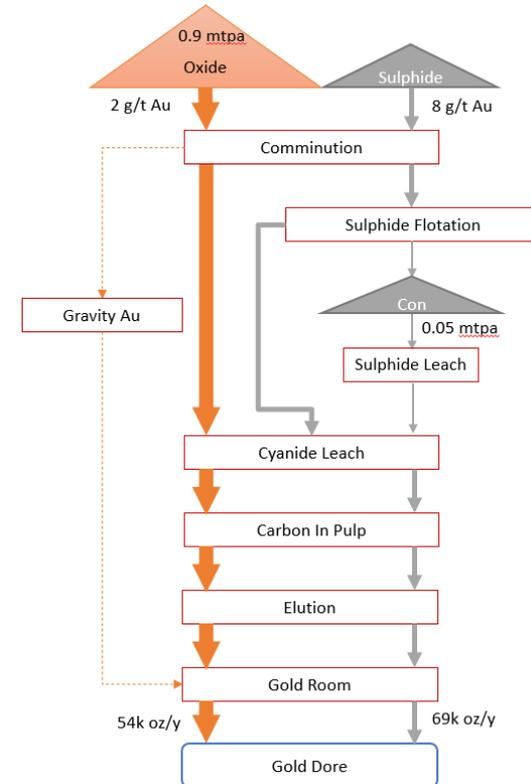 0.9 mtpa
Oxide
Sulphide
2 g/t Au
8 g/t Au
Comminution
Sulphide Flotation
Con
Gravity Au
0.05 mtpa
Sulphide Leach
Cyanide Leach
Carbon In Pulp
Elution
Gold Room
54k oz/y
69k oz/y
Gold Dore